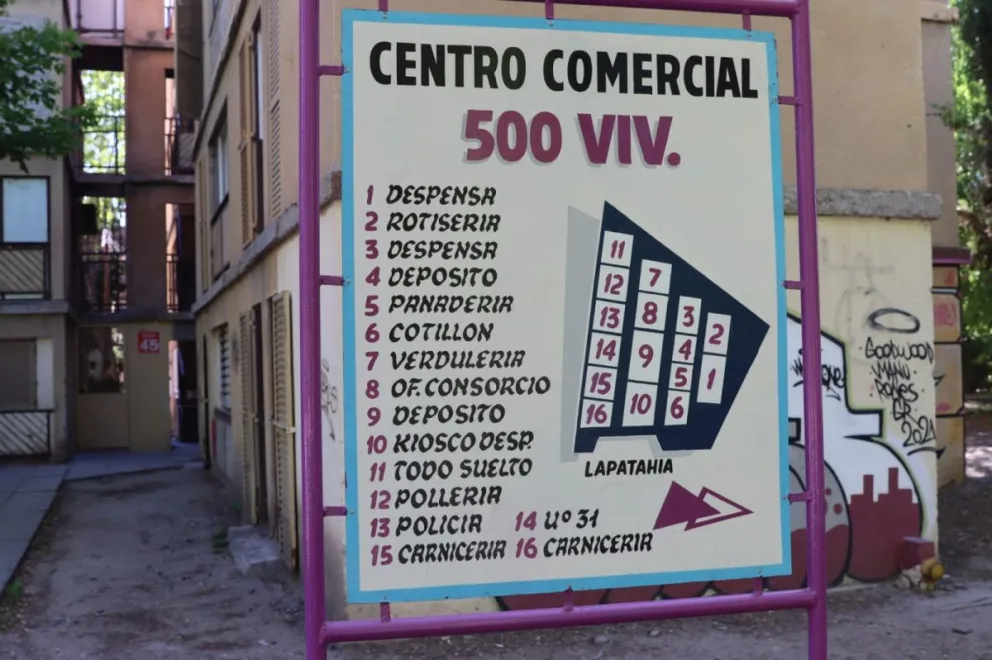 CENTRO COMERCIAL
500 VIV.
1 DESPENSA
2 ROTISERIA
3 DESPENSA
4 DEPOSITO
5 PANADERIA
6 COTILLON
7 VERDULERIA
8 OF. CONSORCIO
9 DEPOSITO
10 KIOSCO DESP.
11 TODO SUELTO
12 POLLERIA
13 POLICIA 14 Uº 31
15 CARNICERIA 16 CARNICERIA
11 7
12 8 3 2
13
14 9 4
15 5 1
16 10 6
LAPATAHIA
45
GOODWOOD
MANU
2021